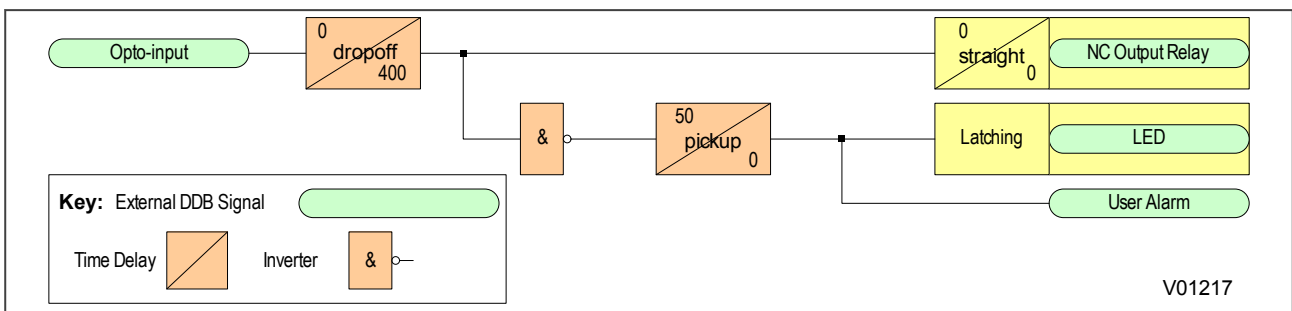 0
dropoff
400
Opto-input
0
straight
0
NC Output Relay
&
50
pickup
0
Latching
LED
User Alarm
Key: External DDB Signal
Time Delay
Inverter
&
V01217